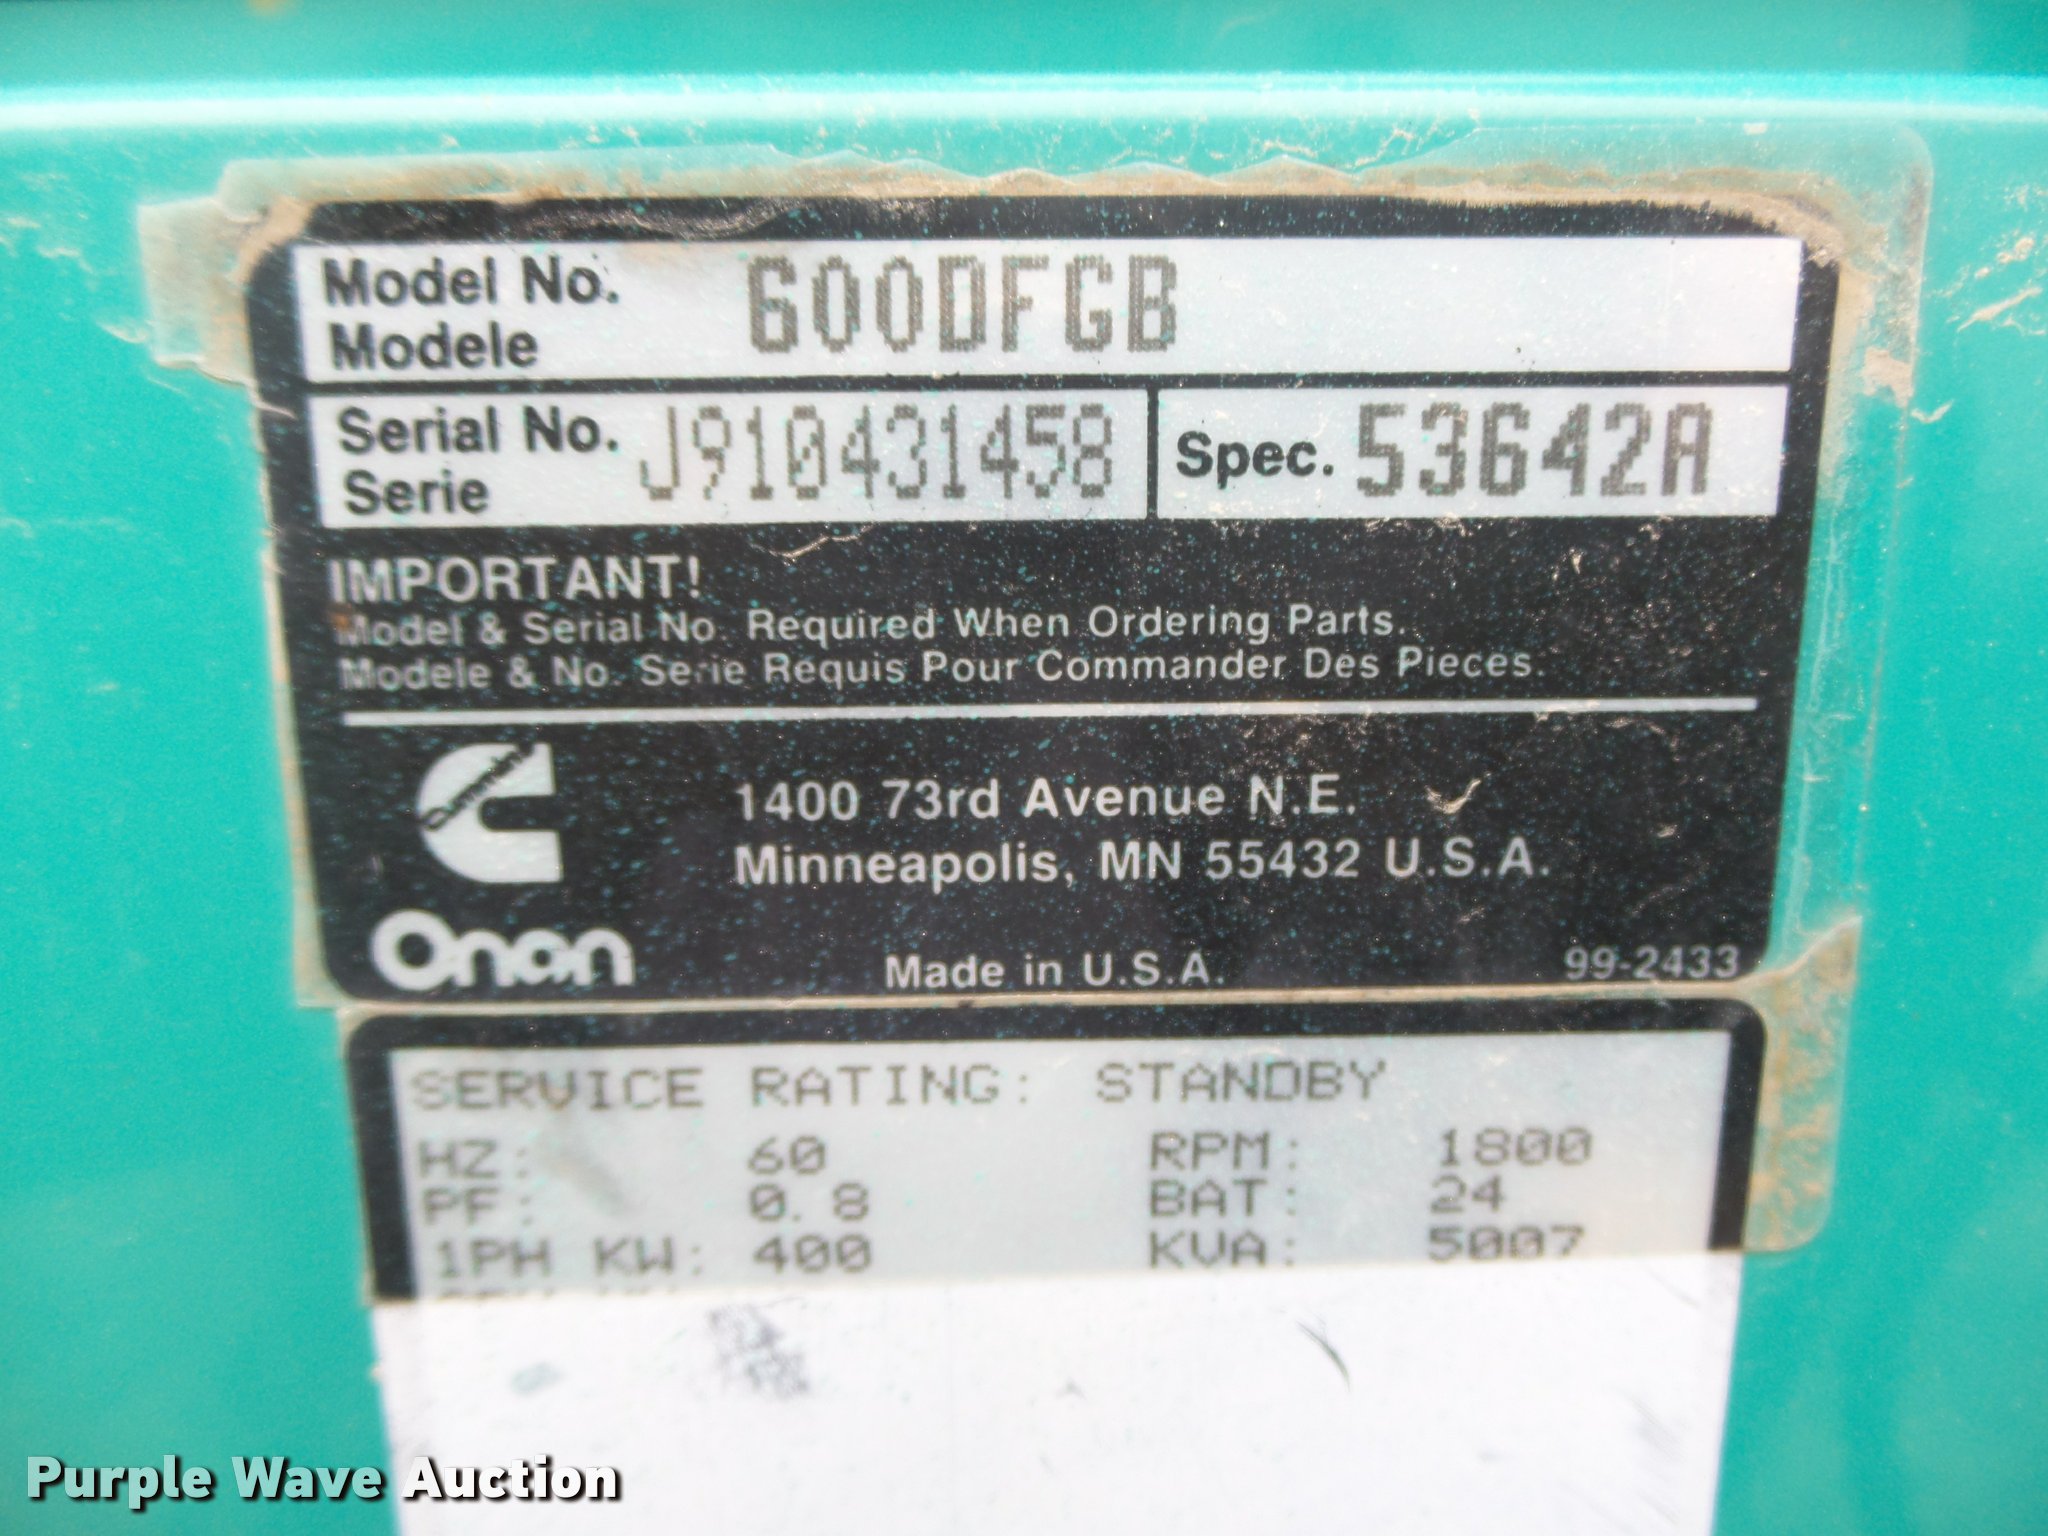 Model No. 600DFGB
Modele
Serial No. J910431458 Spec. 53642A
Serie
IMPORTANT!
Model & Serial No. Required When Ordering Parts.
Modele & No. Serie Requis Pour Commander Des Pieces.
Cummins
1400 73rd Avenue N.E.
Minneapolis, MN 55432 U.S.A.
Onan
Made in U.S.A. 99-2433
SERVICE RATING: STANDBY
HZ: 60 RPM: 1800
PF: 0.8 BAT: 24
1PH KW: 400 KVA: 5007
Purple Wave Auction